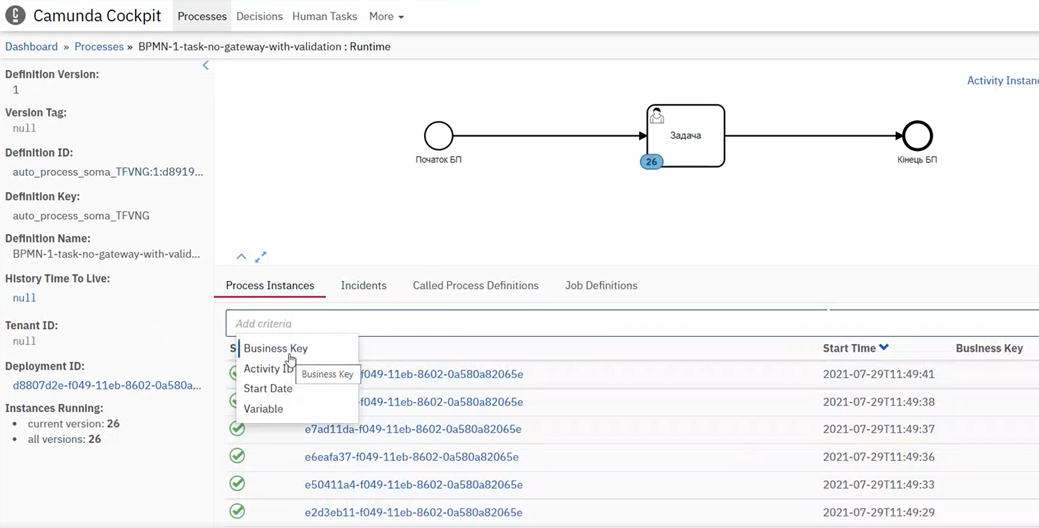 Camunda Cockpit Processes Decisions Human Tasks More
Dashboard » Processes » BPMN-1-task-no-gateway-with-validation : Runtime
Definition Version:
1
Version Tag:
null
Definition ID:
auto_process_soma_TFVNG:1:d8919...
Definition Key:
auto_process_soma_TFVNG
Definition Name:
BPMN-1-task-no-gateway-with-valid...
History Time To Live:
null
Tenant ID:
null
Deployment ID:
d8807d2e-f049-11eb-8602-0a580a...
Instances Running:
current version: 26
all versions: 26
Activity Instan
Початок БП
Задача
26
Кінець БП
Process Instances Incidents Called Process Definitions Job Definitions
Add criteria
Business Key
Activity ID
Start Date
Variable
Business Key
Start Time Business Key
-f049-11eb-8602-0a580a82065e 2021-07-29T11:49:41
-f049-11eb-8602-0a580a82065e 2021-07-29T11:49:38
e7ad11da-f049-11eb-8602-0a580a82065e 2021-07-29T11:49:37
e6eafa37-f049-11eb-8602-0a580a82065e 2021-07-29T11:49:36
e50411a4-f049-11eb-8602-0a580a82065e 2021-07-29T11:49:33
e2d3eb11-f049-11eb-8602-0a580a82065e 2021-07-29T11:49:29